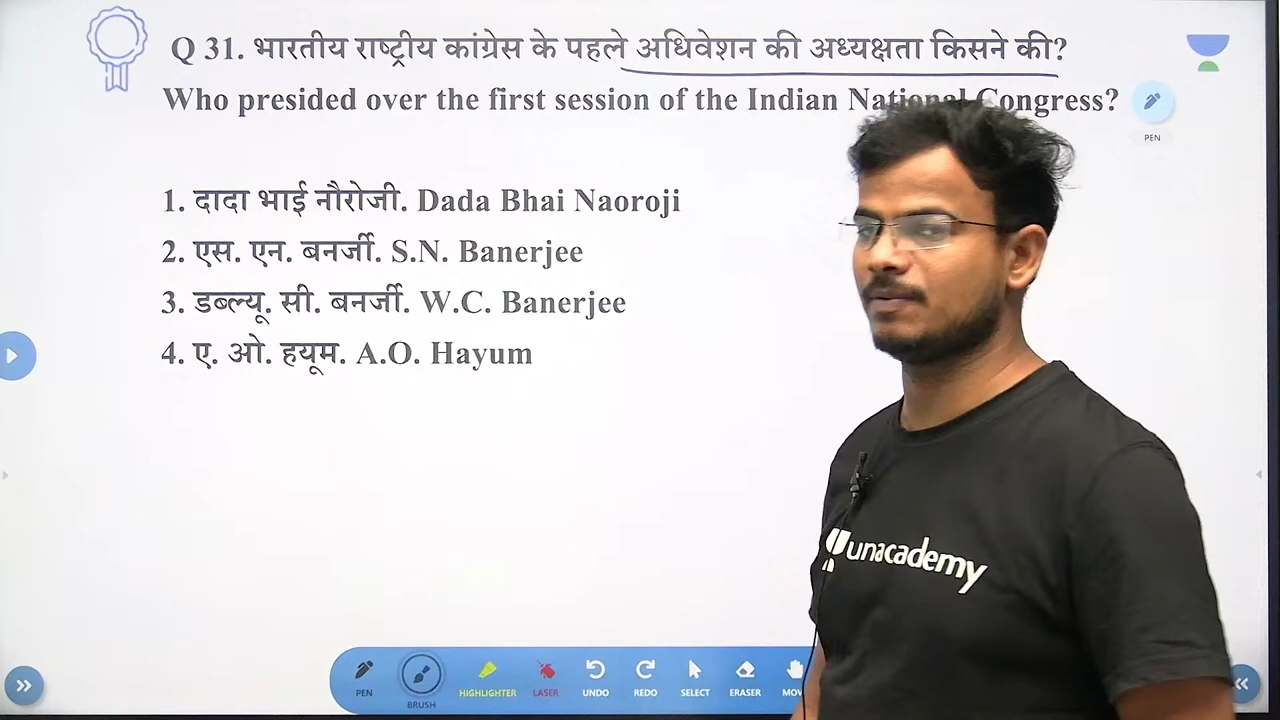 Q 31. भारतीय राष्ट्रीय कांग्रेस के पहले अधिवेशन की अध्यक्षता किसने की?
Who presided over the first session of the Indian National Congress?
PEN
1. दादा भाई नौरोजी. Dada Bhai Naoroji
2. एस. एन. बनर्जी. S.N. Banerjee
3. डब्ल्यू. सी. बनर्जी. W.C. Banerjee
4. ए. ओ. हयूम. A.O. Hayum
unacademy
PEN BRUSH HIGHLIGHTER LASER UNDO REDO SELECT ERASER MOV